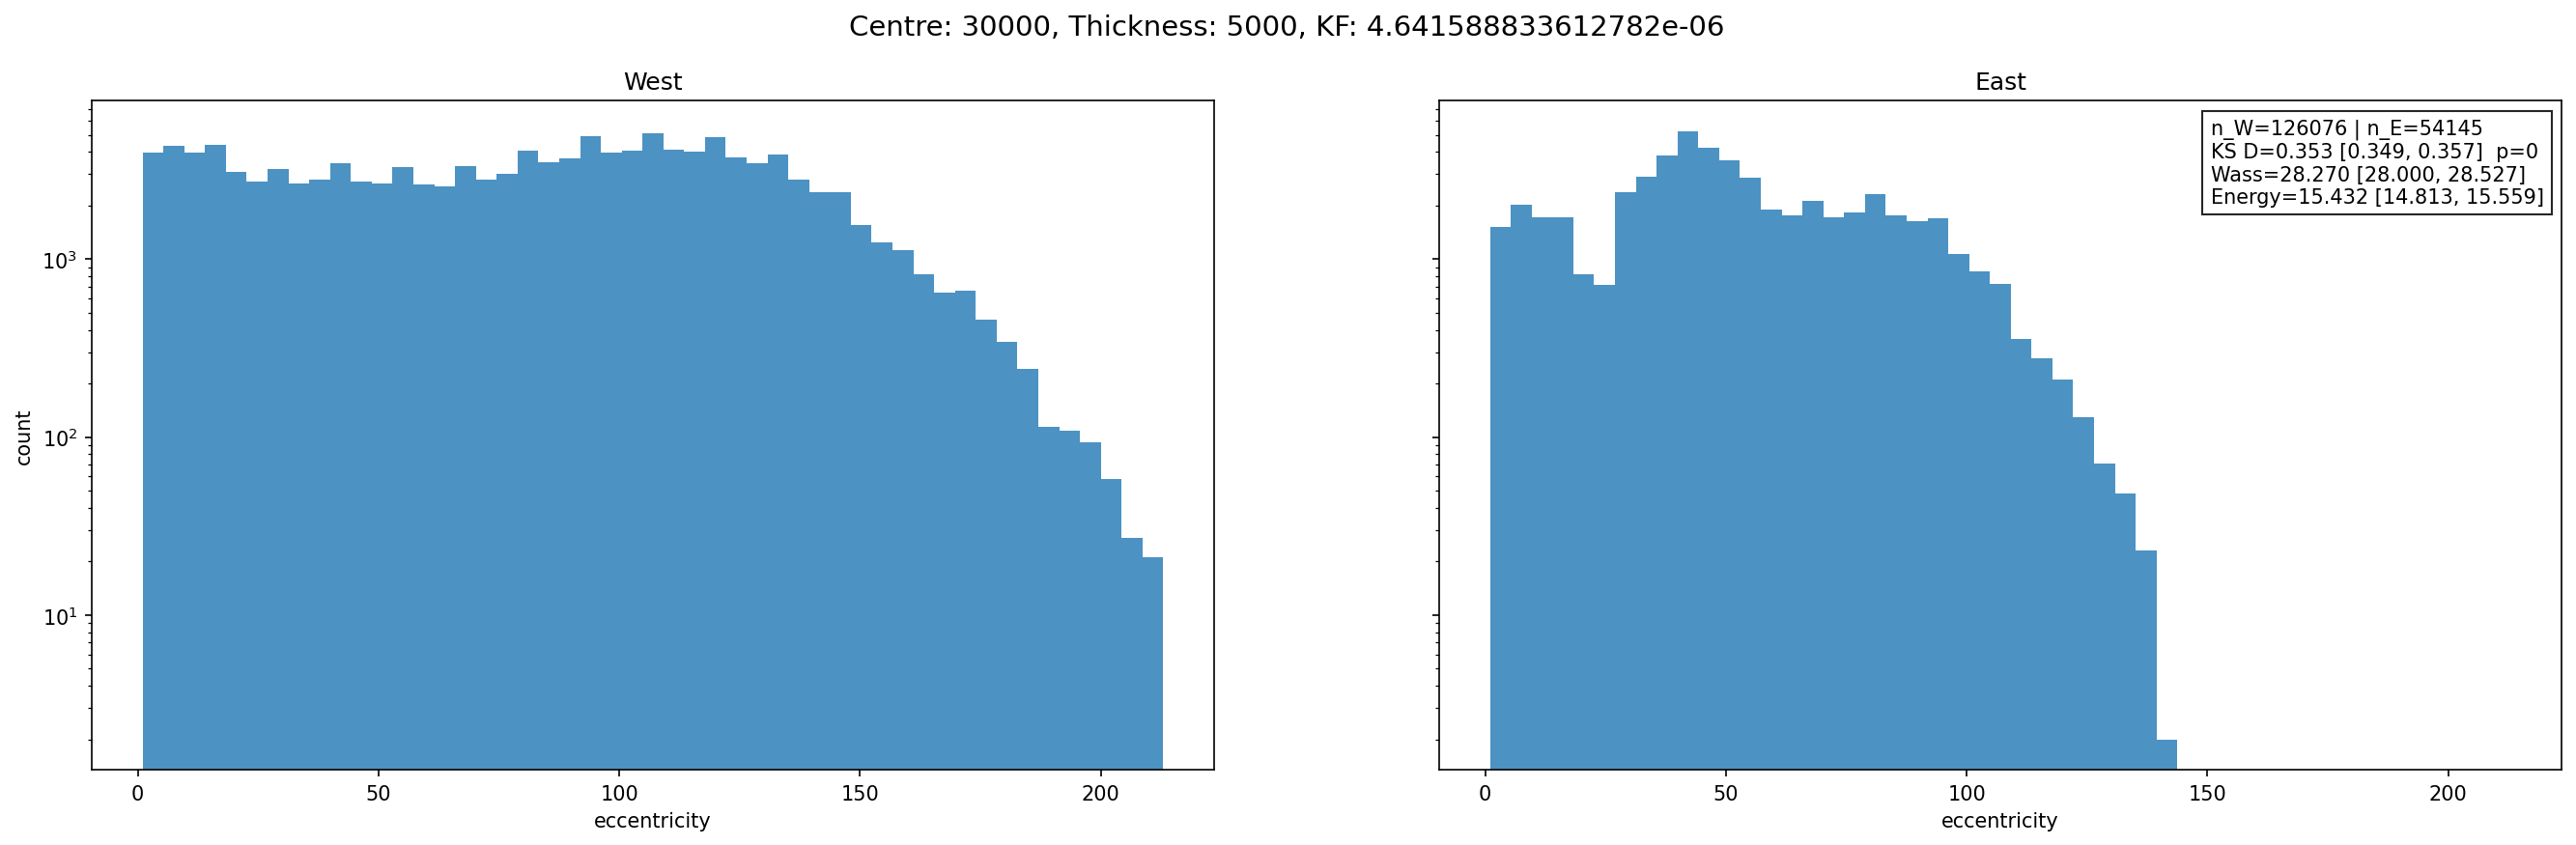 Centre: 30000, Thickness: 5000, KF: 4.641588833612782e-06
West
East
n_W=126076 | n_E=54145
KS D=0.353 [0.349, 0.357]  p=0
Wass=28.270 [28.000, 28.527]
Energy=15.432 [14.813, 15.559]
10³
10²
10¹
count
0 50 100 150 200
0 50 100 150 200
eccentricity
eccentricity